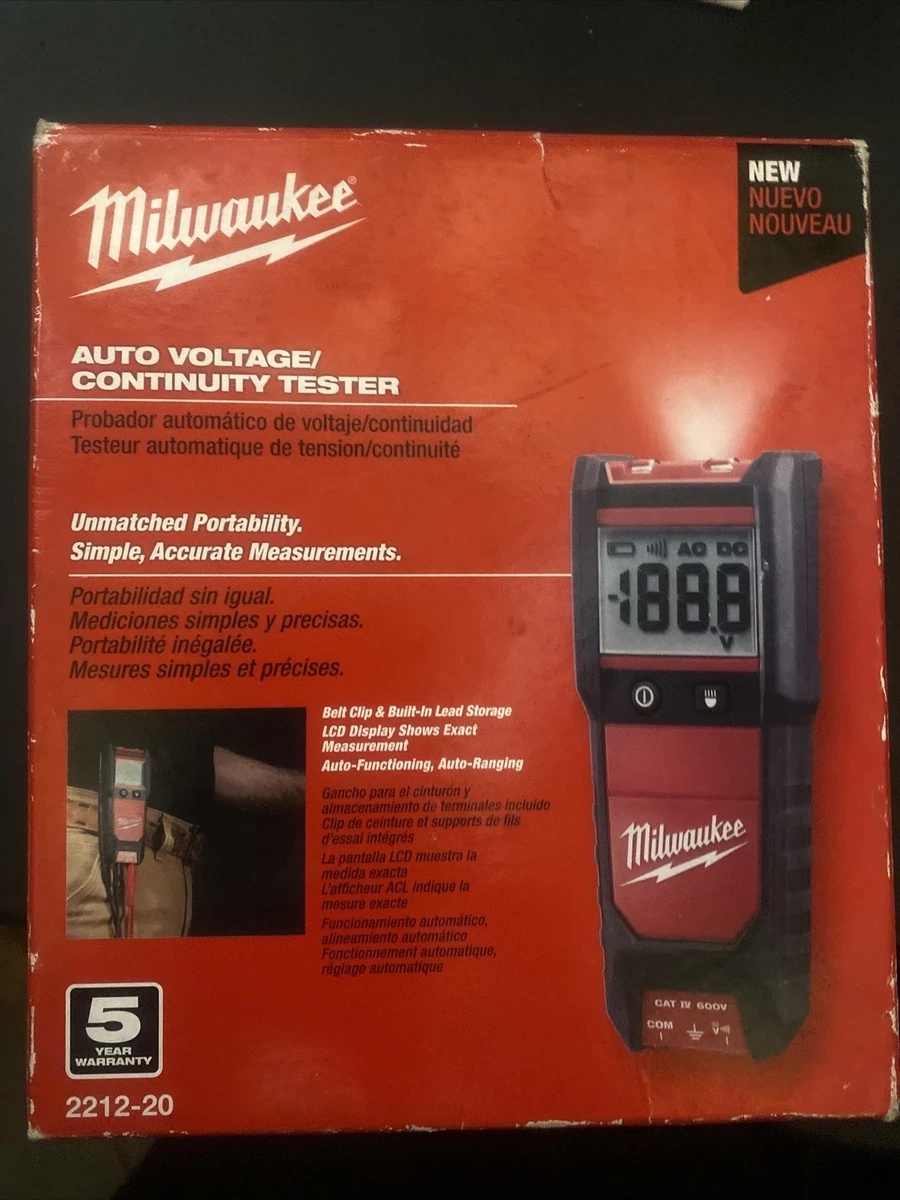 Milwaukee®
NEW
NUEVO
NOUVEAU
AUTO VOLTAGE/
CONTINUITY TESTER
Probador automático de voltaje/continuidad
Testeur automatique de tension/continuité
Unmatched Portability.
Simple, Accurate Measurements.
Portabilidad sin igual.
Mediciones simples y precisas.
Portabilité inégalée.
Mesures simples et précises.
AC DC
-188.8
V
Belt Clip & Built-In Lead Storage
LCD Display Shows Exact
Measurement
Auto-Functioning, Auto-Ranging
Gancho para el cinturón y
almacenamiento de terminales incluido
Clip de ceinture et supports de fils
d'essai intégrés
La pantalla LCD muestra la
medida exacta
L'afficheur ACL indique la
mesure exacte
Funcionamiento automático,
alineamiento automático
Fonctionnement automatique,
réglage automatique
Milwaukee
Milwaukee
CAT IV 600V
COM
V
5
YEAR
WARRANTY
2212-20